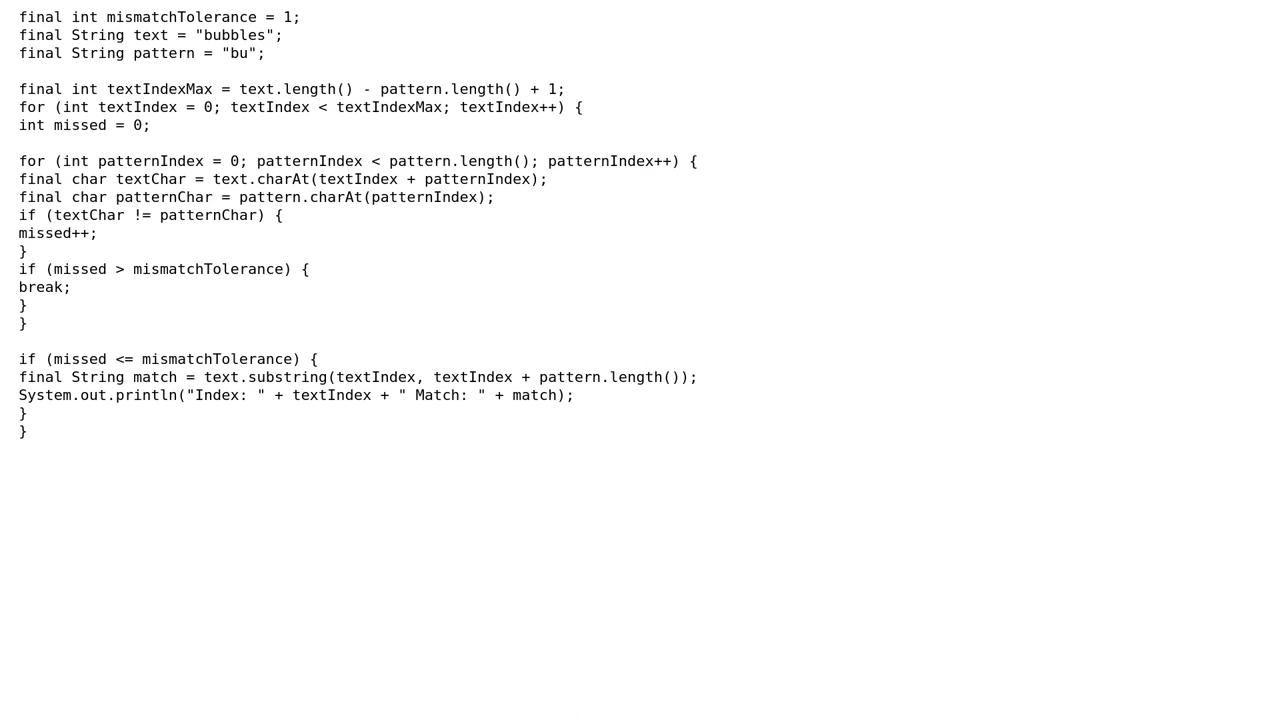 final int mismatchTolerance = 1;
final String text = "bubbles";
final String pattern = "bu";

final int textIndexMax = text.length() - pattern.length() + 1;
for (int textIndex = 0; textIndex < textIndexMax; textIndex++) {
int missed = 0;

for (int patternIndex = 0; patternIndex < pattern.length(); patternIndex++) {
final char textChar = text.charAt(textIndex + patternIndex);
final char patternChar = pattern.charAt(patternIndex);
if (textChar != patternChar) {
missed++;
}
if (missed > mismatchTolerance) {
break;
}
}

if (missed <= mismatchTolerance) {
final String match = text.substring(textIndex, textIndex + pattern.length());
System.out.println("Index: " + textIndex + " Match: " + match);
}
}